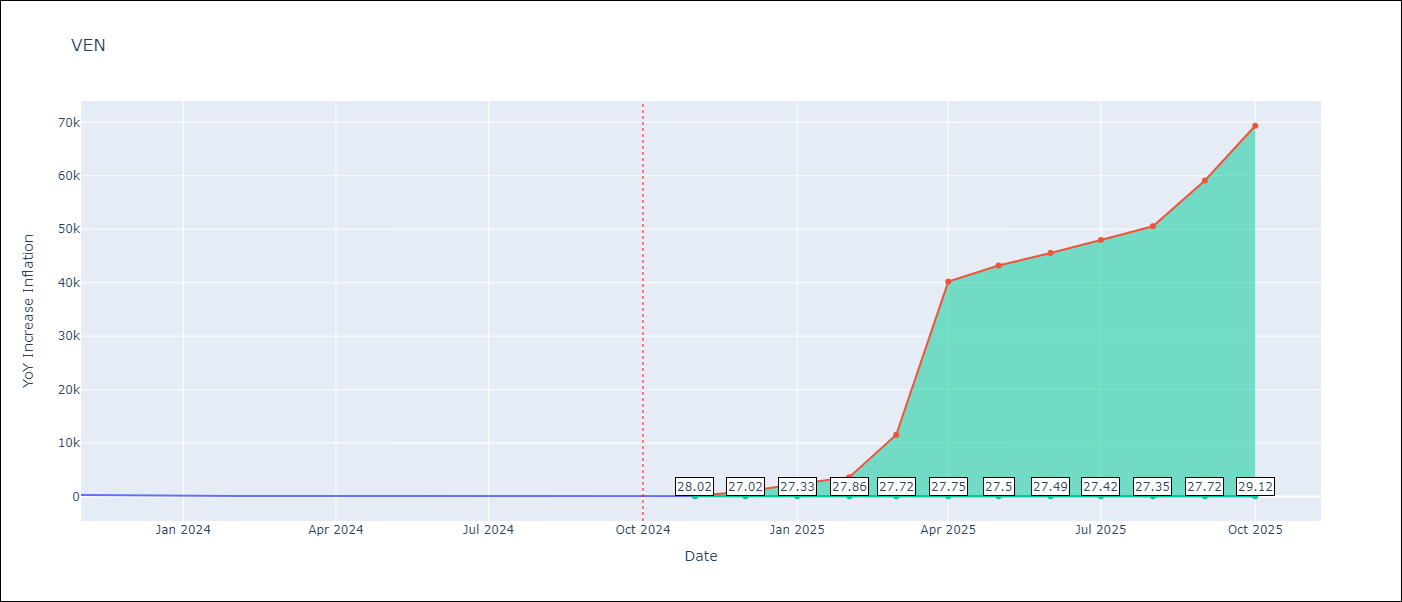 VEN
YoY Increase Inflation
70k
60k
50k
40k
30k
20k
10k
0
28.02 27.02 27.33 27.86 27.72 27.75 27.5 27.49 27.42 27.35 27.72 29.12
Jan 2024 Apr 2024 Jul 2024 Oct 2024 Jan 2025 Apr 2025 Jul 2025 Oct 2025
Date